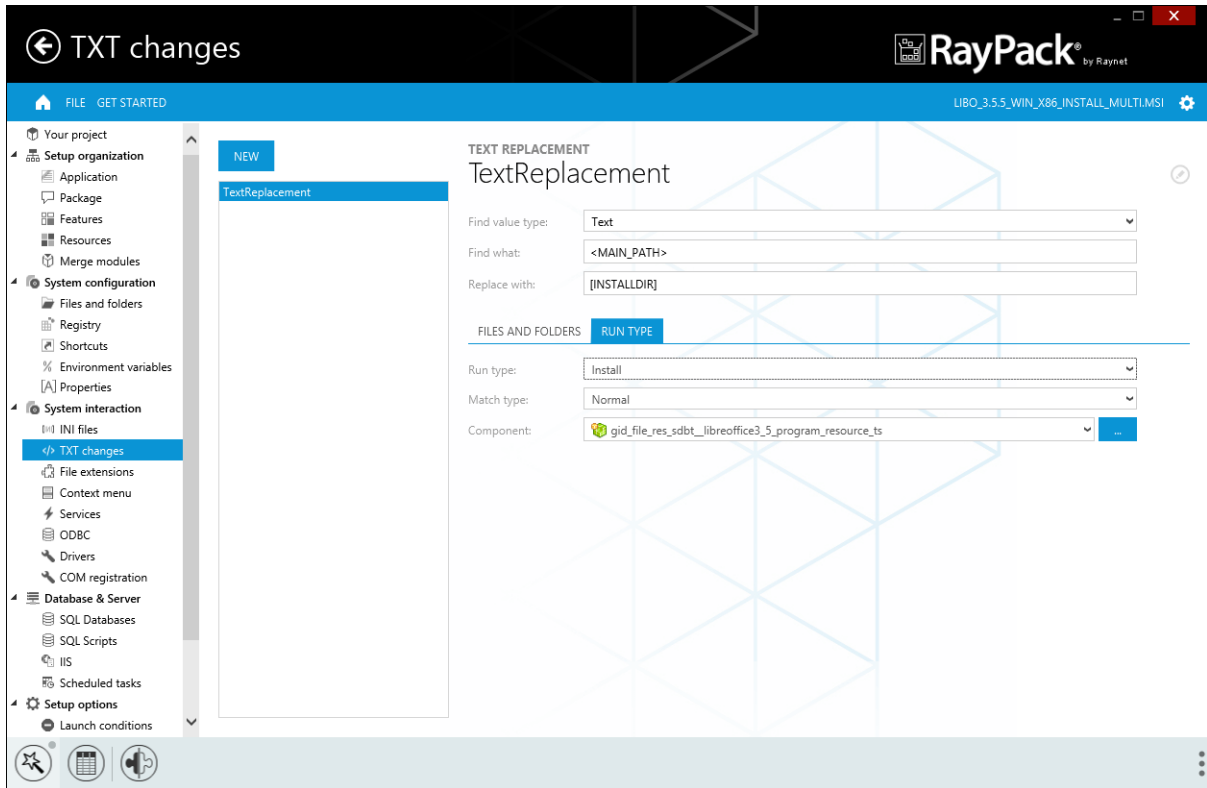 TXT changes
RayPack® by Raynet
FILE GET STARTED
LIBO_3.5.5_WIN_X86_INSTALL_MULTI.MSI
Your project
Setup organization
Application
Package
Features
Resources
Merge modules
System configuration
Files and folders
Registry
Shortcuts
% Environment variables
[A] Properties
System interaction
INI files
</> TXT changes
File extensions
Context menu
Services
ODBC
Drivers
COM registration
Database & Server
SQL Databases
SQL Scripts
IIS
Scheduled tasks
Setup options
Launch conditions
NEW
TextReplacement
TEXT REPLACEMENT
TextReplacement
Find value type: Text
Find what: <MAIN_PATH>
Replace with: [INSTALLDIR]
FILES AND FOLDERS RUN TYPE
Run type: Install
Match type: Normal
Component: gid_file_res_sdbt__libreoffice3_5_program_resource_ts ...